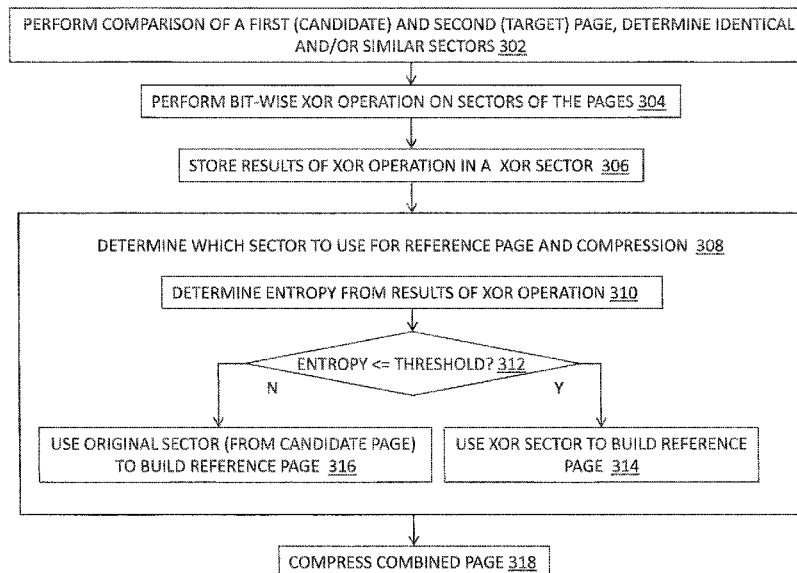 PERFORM COMPARISON OF A FIRST (CANDIDATE) AND SECOND (TARGET) PAGE, DETERMINE IDENTICAL
AND/OR SIMILAR SECTORS 302
PERFORM BIT-WISE XOR OPERATION ON SECTORS OF THE PAGES 304
STORE RESULTS OF XOR OPERATION IN A XOR SECTOR 306
DETERMINE WHICH SECTOR TO USE FOR REFERENCE PAGE AND COMPRESSION 308
DETERMINE ENTROPY FROM RESULTS OF XOR OPERATION 310
ENTROPY <= THRESHOLD? 312
N
Y
USE ORIGINAL SECTOR (FROM CANDIDATE PAGE)
TO BUILD REFERENCE PAGE 316
USE XOR SECTOR TO BUILD REFERENCE
PAGE 314
COMPRESS COMBINED PAGE 318